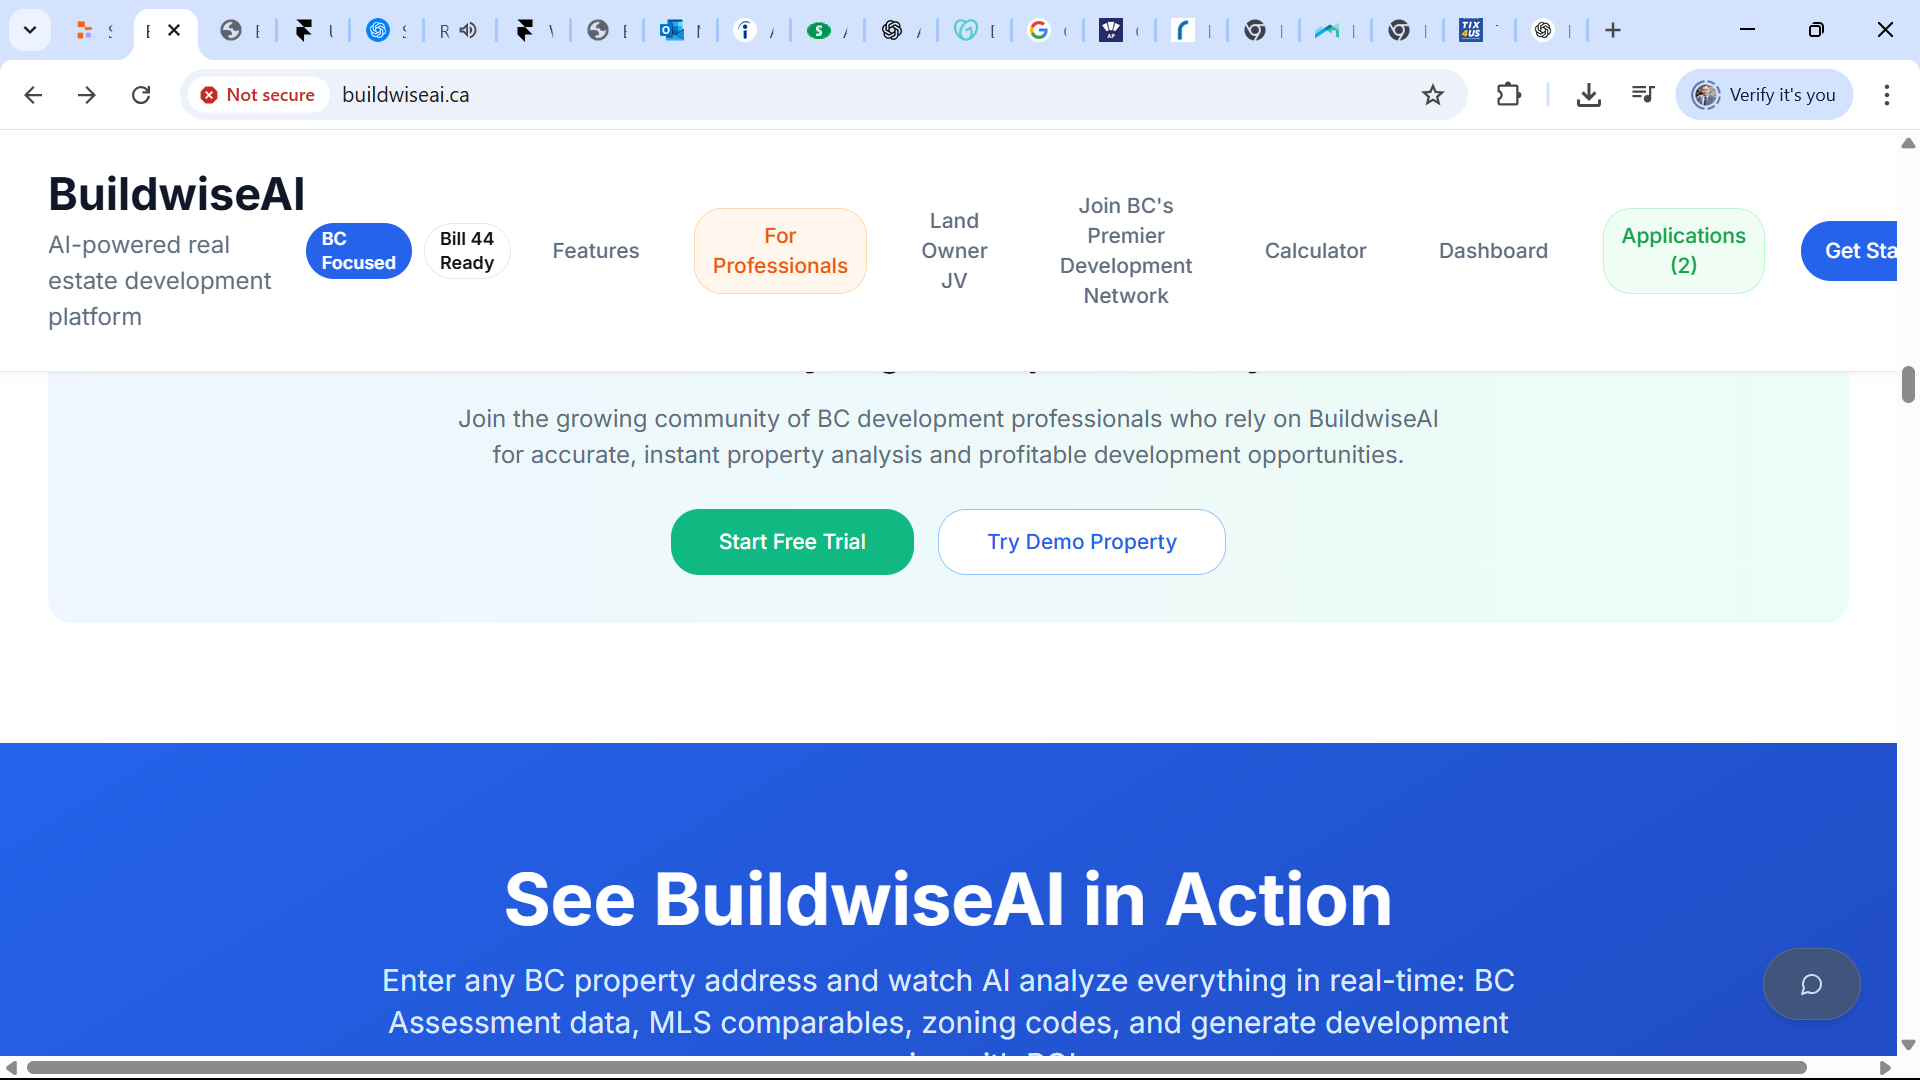 Not secure
buildwiseai.ca
Verify it's you
BuildwiseAI
AI-powered real
estate development
platform
BC
Focused
Bill 44
Ready
Features
For
Professionals
Land
Owner
JV
Join BC's
Premier
Development
Network
Calculator
Dashboard
Applications
(2)
Get Sta
Join the growing community of BC development professionals who rely on BuildwiseAI
for accurate, instant property analysis and profitable development opportunities.
Start Free Trial
Try Demo Property
See BuildwiseAI in Action
Enter any BC property address and watch AI analyze everything in real-time: BC
Assessment data, MLS comparables, zoning codes, and generate development